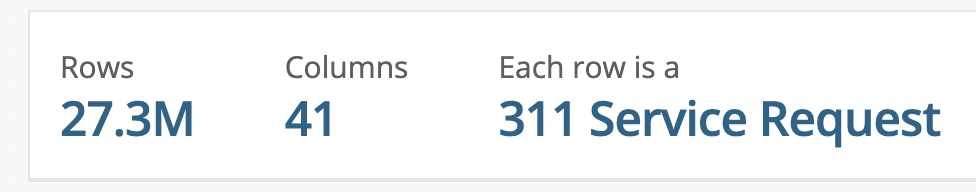 Rows Columns Each row is a
27.3M 41 311 Service Request